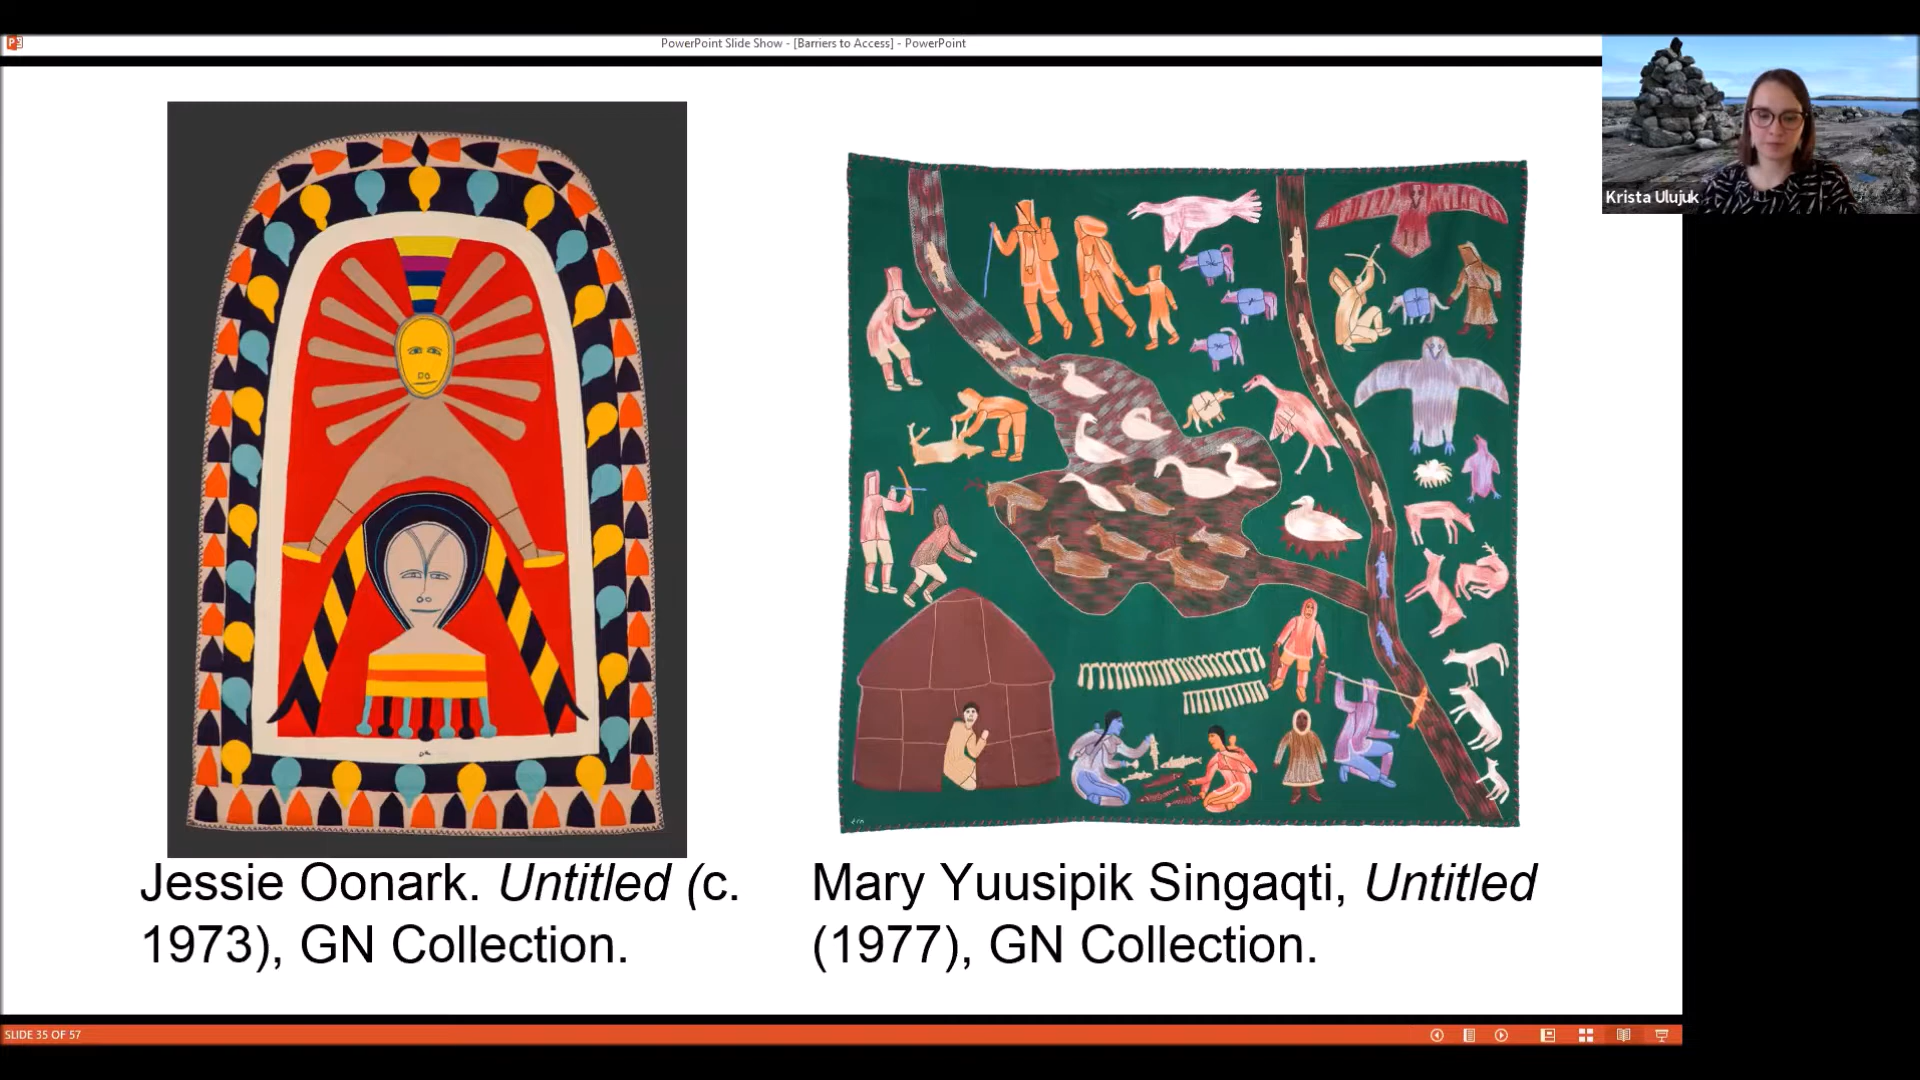 PowerPoint Slide Show - [Barriers to Access] - PowerPoint
Krista Ulujuk
Jessie Oonark. Untitled (c.
1973), GN Collection.
Mary Yuusipik Singaqti, Untitled
(1977), GN Collection.
SLIDE 35 OF 57